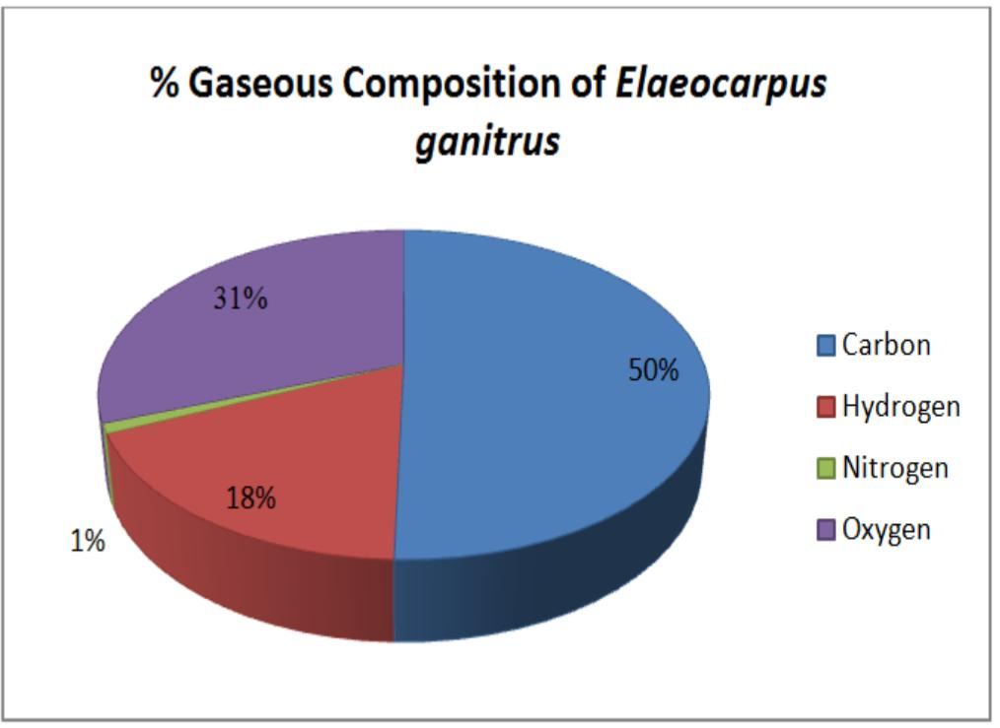 % Gaseous Composition of Elaeocarpus
ganitrus
31%
50%
18%
1%
Carbon
Hydrogen
Nitrogen
Oxygen